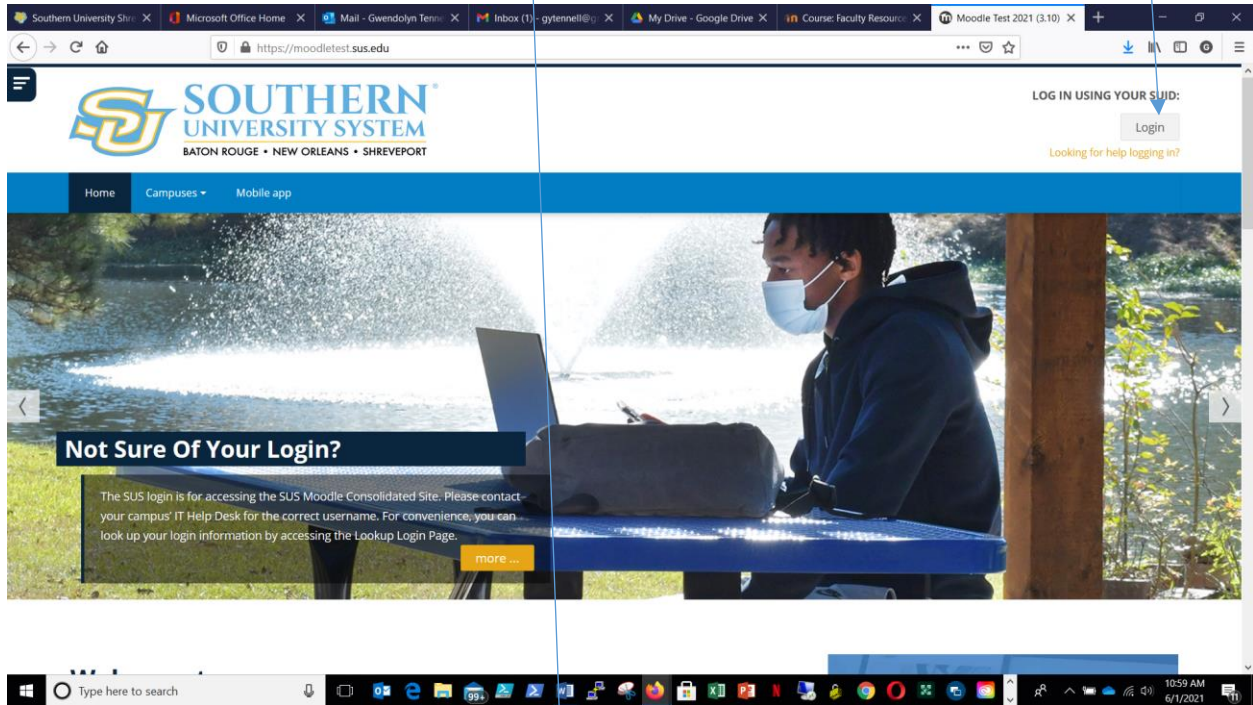 Southern University Shre
Microsoft Office Home
Mail - Gwendolyn Tenne
Inbox (1) - gytennell@g
My Drive - Google Drive
Course: Faculty Resource
Moodle Test 2021 (3.10)
https://moodletest.sus.edu
SOUTHERN
UNIVERSITY SYSTEM
BATON ROUGE • NEW ORLEANS • SHREVEPORT
LOG IN USING YOUR SUID:
Login
Looking for help logging in?
Home Campuses Mobile app
Not Sure Of Your Login?
The SUS login is for accessing the SUS Moodle Consolidated Site. Please contact
your campus' IT Help Desk for the correct username. For convenience, you can
look up your login information by accessing the Lookup Login Page.
more ...
Type here to search
99+
10:59 AM
6/1/2021
11